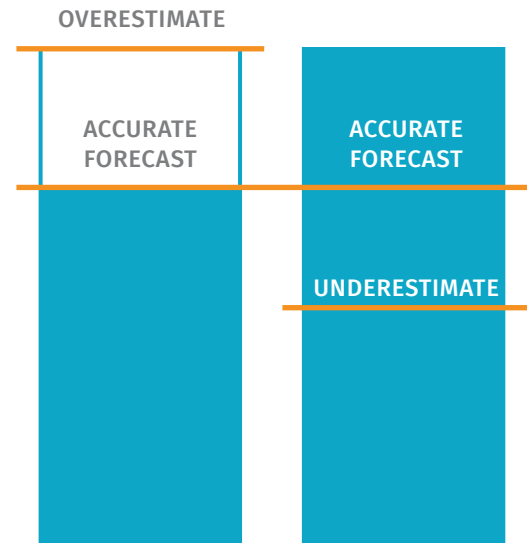 OVERESTIMATE
ACCURATE
FORECAST
ACCURATE
FORECAST
UNDERESTIMATE